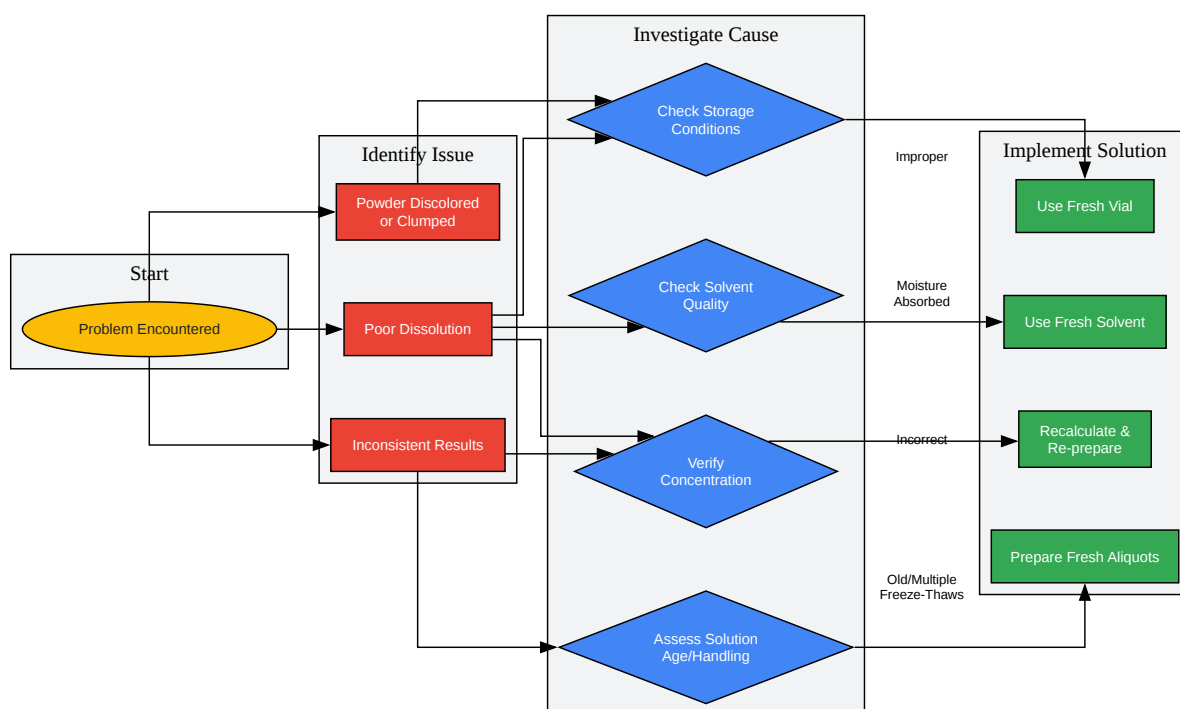 Start
Problem Encountered
Identify Issue
Powder Discolored
or Clumped
Poor Dissolution
Inconsistent Results
Investigate Cause
Check Storage
Conditions
Check Solvent
Quality
Verify
Concentration
Assess Solution
Age/Handling
Improper
Moisture
Absorbed
Incorrect
Old/Multiple
Freeze-Thaws
Implement Solution
Use Fresh Vial
Use Fresh Solvent
Recalculate &
Re-prepare
Prepare Fresh Aliquots